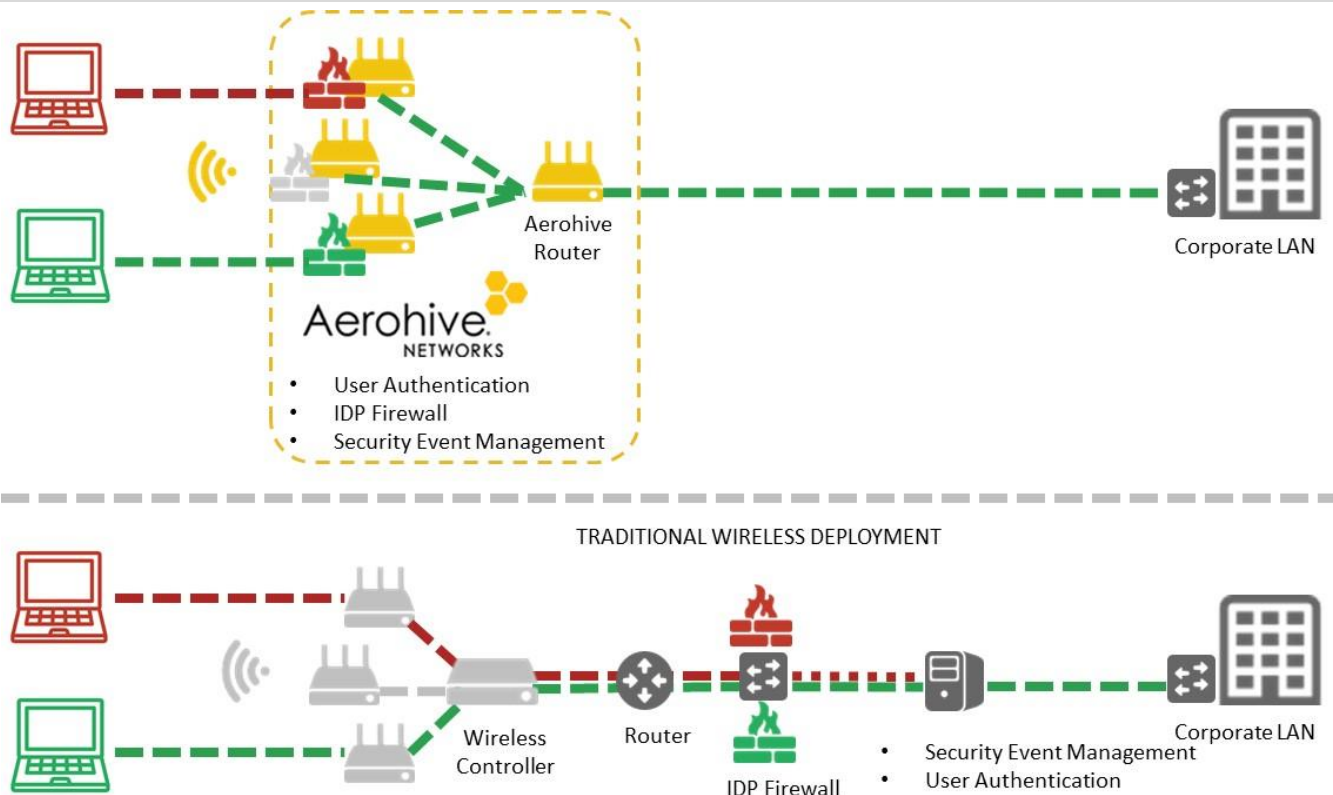 Aerohive
Router
Corporate LAN
Aerohive.
NETWORKS
• User Authentication
• IDP Firewall
• Security Event Management
TRADITIONAL WIRELESS DEPLOYMENT
Wireless
Controller
Router
IDP Firewall
• Security Event Management
• User Authentication
Corporate LAN